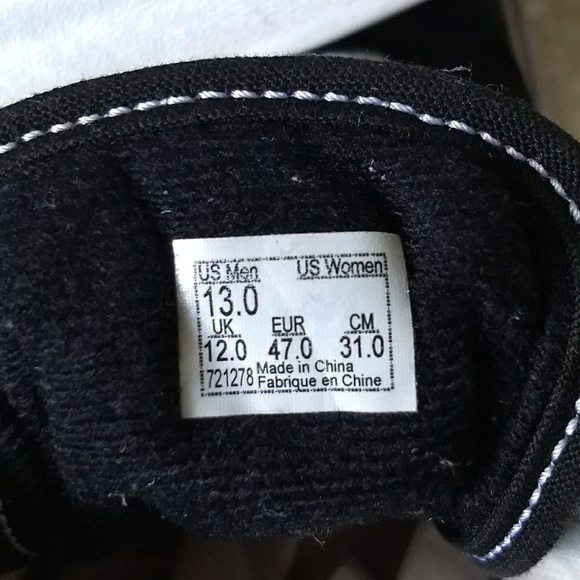 US Men US Women
13.0
UK EUR CM
12.0 47.0 31.0
721278 Made in China
Fabrique en Chine